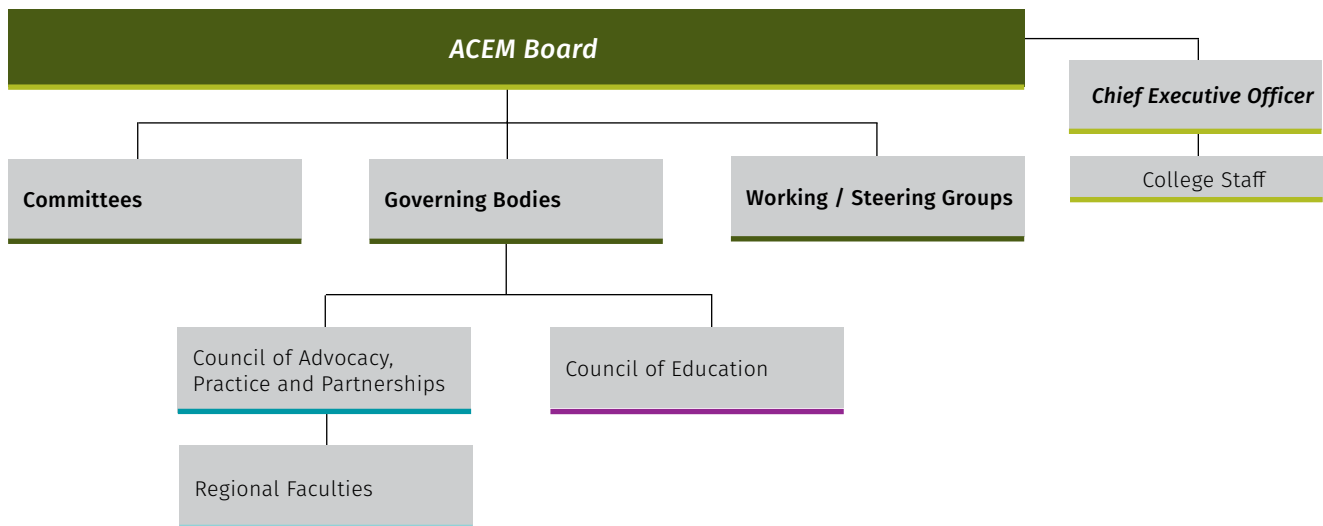 ACEM Board
Chief Executive Officer
College Staff
Committees
Governing Bodies
Working / Steering Groups
Council of Advocacy,
Practice and Partnerships
Council of Education
Regional Faculties